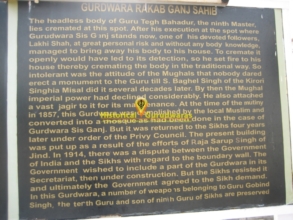 GURDWARA RAKAB GANJ SAHIB
The headless body of Guru Tegh Bahadur, the ninth Master,
lies cremated at this spot. After his execution at the spot where
Gurudwara Sis G nj stands now, one of his devoted followers,
Lakhi Shah, at great personal risk and without any body knowledge,
managed to bring away his body to his house. To cremate it
openly would have led to its detection, so he set fire to his
house thereby cremating the body in the traditional way. So
intolerant was the attitude of the Mughals that nobody dared
erect a monument to the Guru till S. Baghel Singh of the Kirori
Singhia Misal did it several decades later. By then the Mughal
imperial power had declined considerably. He also attached
a vast jagir to it for its maintenance. At the time of the mutiny
in 1857, this Gurdwara was by the local Muslim and
converted into a mosque as had been done in the case of
Historical Gurudwaras
Gurdwara Sis Ganj. But it was returned to the Sikhs four years
later under order of the Privy Council. The present building
was put up as a result of the efforts of Raja Sarup Singh of
Jind. In 1914, there was a dispute between the Government
of India and the Sikhs with regard to the boundary wall. The
Government wished to include a part of the Gurdwara in its
Secretariat, then under construction. But the Sikhs resisted it
and ultimately the Government agreed to the Sikh demand.
In this Gurdwara, a number of weapons belonging to Guru Gobind
Singh, the tenth Guru and son of ninth Guru of Sikhs are preserved